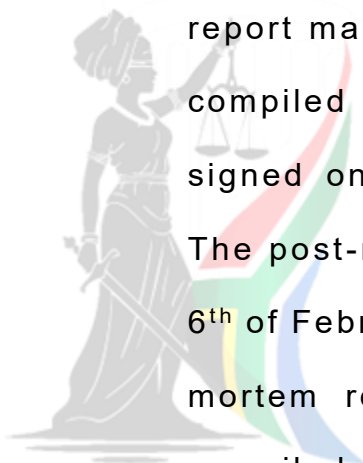 report ma
compiled
signed on
The post-
6th of Febr
mortem re